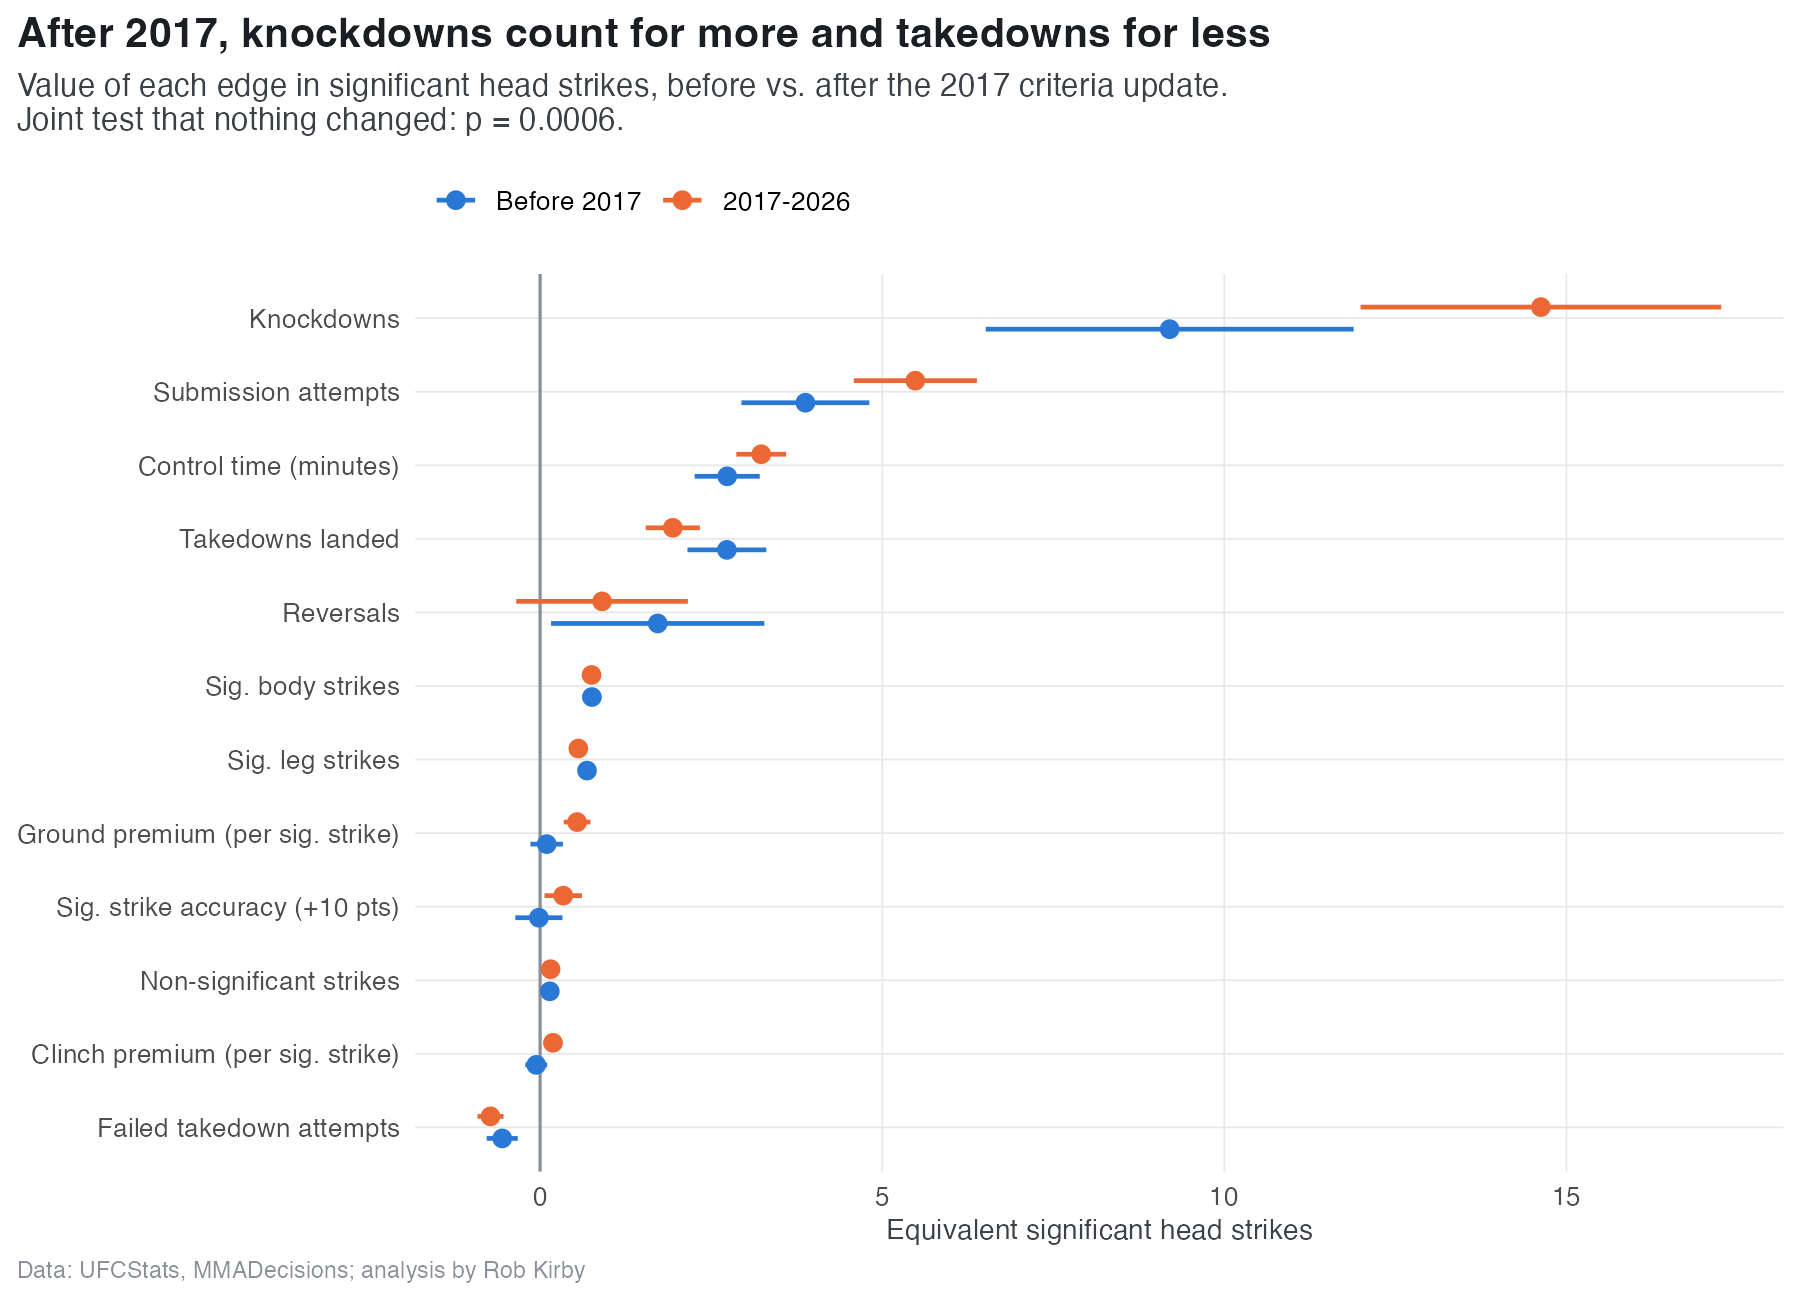 After 2017, knockdowns count for more and takedowns for less
Value of each edge in significant head strikes, before vs. after the 2017 criteria update.
Joint test that nothing changed: p = 0.0006.
Before 2017
2017-2026
Knockdowns
Submission attempts
Control time (minutes)
Takedowns landed
Reversals
Sig. body strikes
Sig. leg strikes
Ground premium (per sig. strike)
Sig. strike accuracy (+10 pts)
Non-significant strikes
Clinch premium (per sig. strike)
Failed takedown attempts
0 5 10 15
Equivalent significant head strikes
Data: UFCStats, MMADecisions; analysis by Rob Kirby